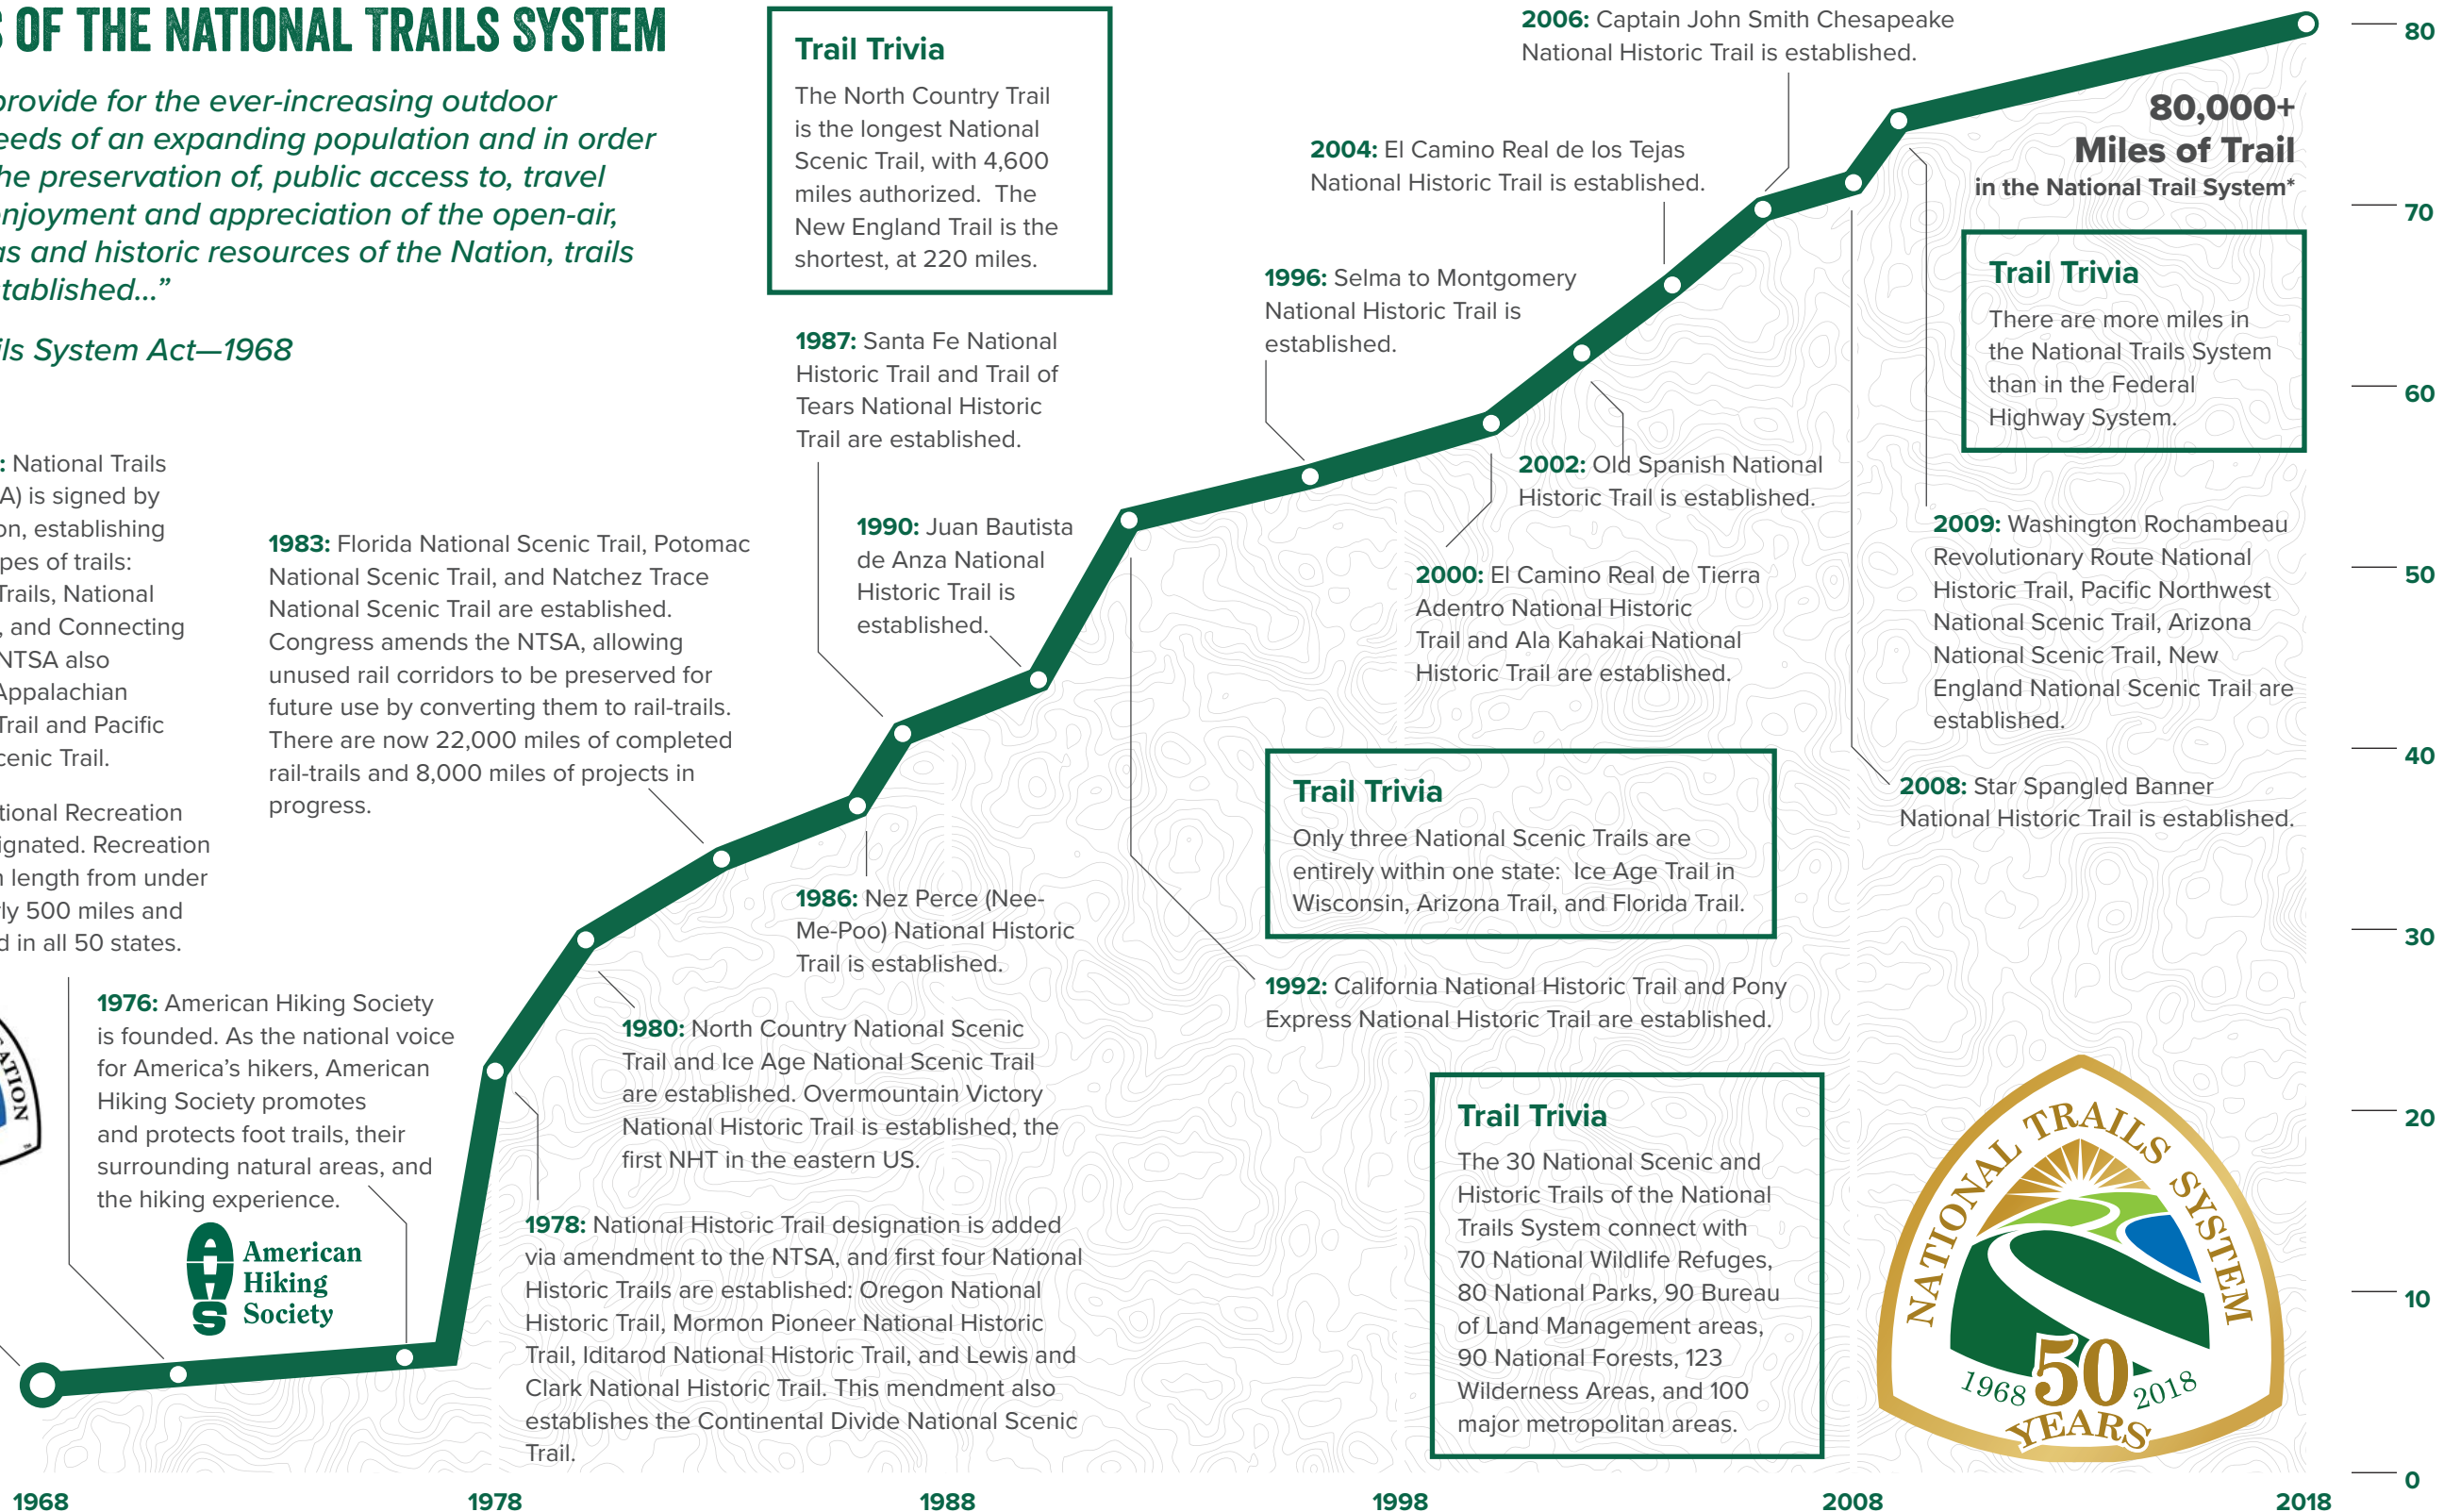 OF THE NATIONAL TRAILS SYSTEM
provide for the ever-increasing outdoor
eeds of an expanding population and in order
he preservation of, public access to, travel
enjoyment and appreciation of the open-air,
as and historic resources of the Nation, trails
tablished...”
ils System Act—1968
: National Trails
A) is signed by
on, establishing
pes of trails:
Trails, National
, and Connecting
NTSA also
Appalachian
Trail and Pacific
cenic Trail.
tional Recreation
ignated. Recreation
n length from under
ly 500 miles and
d in all 50 states.
1976: American Hiking Society
is founded. As the national voice
for America’s hikers, American
Hiking Society promotes
and protects foot trails, their
surrounding natural areas, and
the hiking experience.
American
Hiking
Society
1983: Florida National Scenic Trail, Potomac
National Scenic Trail, and Natchez Trace
National Scenic Trail are established.
Congress amends the NTSA, allowing
unused rail corridors to be preserved for
future use by converting them to rail-trails.
There are now 22,000 miles of completed
rail-trails and 8,000 miles of projects in
progress.
Trail Trivia
The North Country Trail
is the longest National
Scenic Trail, with 4,600
miles authorized.  The
New England Trail is the
shortest, at 220 miles.
1987: Santa Fe National
Historic Trail and Trail of
Tears National Historic
Trail are established.
1990: Juan Bautista
de Anza National
Historic Trail is
established.
1986: Nez Perce (Nee-
Me-Poo) National Historic
Trail is established.
1980: North Country National Scenic
Trail and Ice Age National Scenic Trail
are established. Overmountain Victory
National Historic Trail is established, the
first NHT in the eastern US.
1978: National Historic Trail designation is added
via amendment to the NTSA, and first four National
Historic Trails are established: Oregon National
Historic Trail, Mormon Pioneer National Historic
Trail, Iditarod National Historic Trail, and Lewis and
Clark National Historic Trail. This mendment also
establishes the Continental Divide National Scenic
Trail.
2006: Captain John Smith Chesapeake
National Historic Trail is established.
2004: El Camino Real de los Tejas
National Historic Trail is established.
1996: Selma to Montgomery
National Historic Trail is
established.
2002: Old Spanish National
Historic Trail is established.
2000: El Camino Real de Tierra
Adentro National Historic
Trail and Ala Kahakai National
Historic Trail are established.
Trail Trivia
Only three National Scenic Trails are
entirely within one state:  Ice Age Trail in
Wisconsin, Arizona Trail, and Florida Trail.
1992: California National Historic Trail and Pony
Express National Historic Trail are established.
Trail Trivia
The 30 National Scenic and
Historic Trails of the National
Trails System connect with
70 National Wildlife Refuges,
80 National Parks, 90 Bureau
of Land Management areas,
90 National Forests, 123
Wilderness Areas, and 100
major metropolitan areas.
80,000+
Miles of Trail
in the National Trail System*
Trail Trivia
There are more miles in
the National Trails System
than in the Federal
Highway System.
2009: Washington Rochambeau
Revolutionary Route National
Historic Trail, Pacific Northwest
National Scenic Trail, Arizona
National Scenic Trail, New
England National Scenic Trail are
established.
2008: Star Spangled Banner
National Historic Trail is established.
NATIONAL TRAILS SYSTEM
1968 50 2018
YEARS
80
70
60
50
40
30
20
10
0
1968
1978
1988
1998
2008
2018